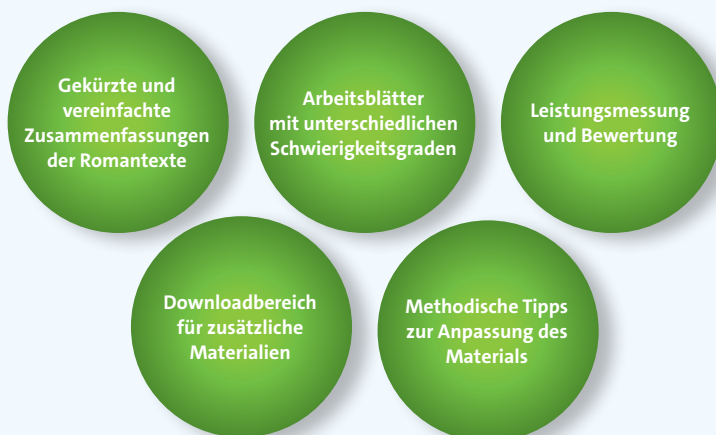 Gekürzte und
vereinfachte
Zusammenfassungen
der Romantexte
Arbeitsblätter
mit unterschiedlichen
Schwierigkeitsgraden
Leistungsmessung
und Bewertung
Downloadbereich
für zusätzliche
Materialien
Methodische Tipps
zur Anpassung des
Materials